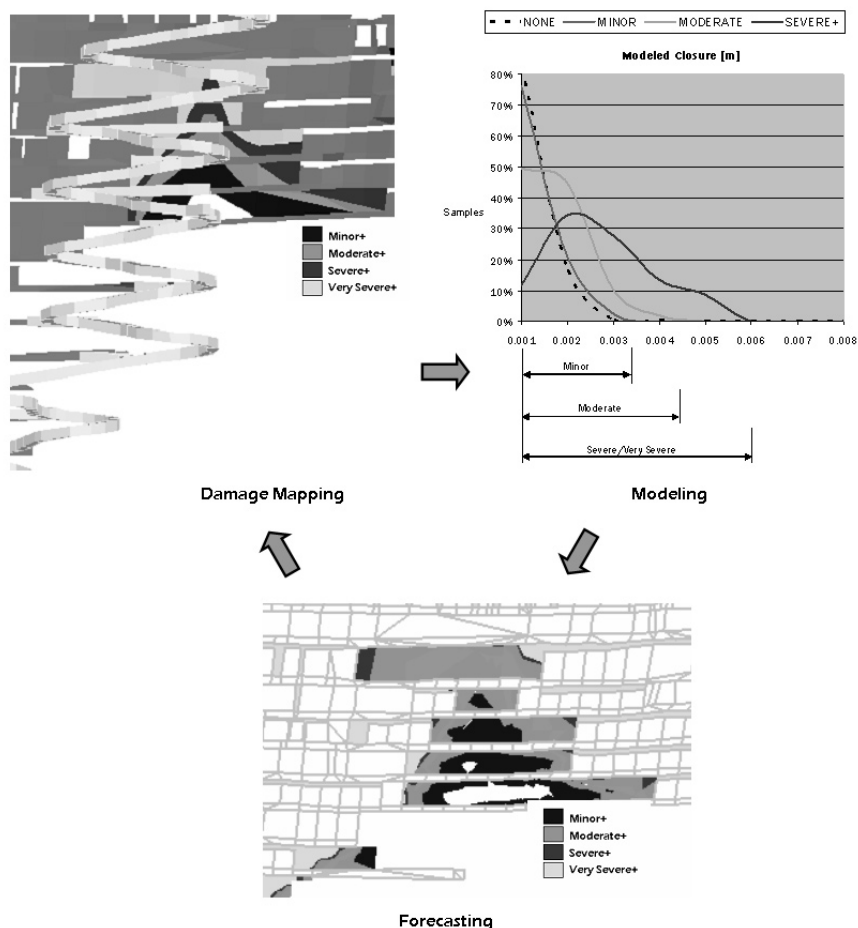 NONE MINOR MODERATE SEVERE+
Modeled Closure [m]
80%
70%
60%
50%
40%
30%
20%
10%
0%
Samples
0.001 0.002 0.003 0.004 0.005 0.006 0.007 0.008
Minor
Moderate
Severe/Very Severe
Minor+
Moderate+
Severe+
Very Severe+
Damage Mapping
Modeling
Minor+
Moderate+
Severe+
Very Severe+
Forecasting